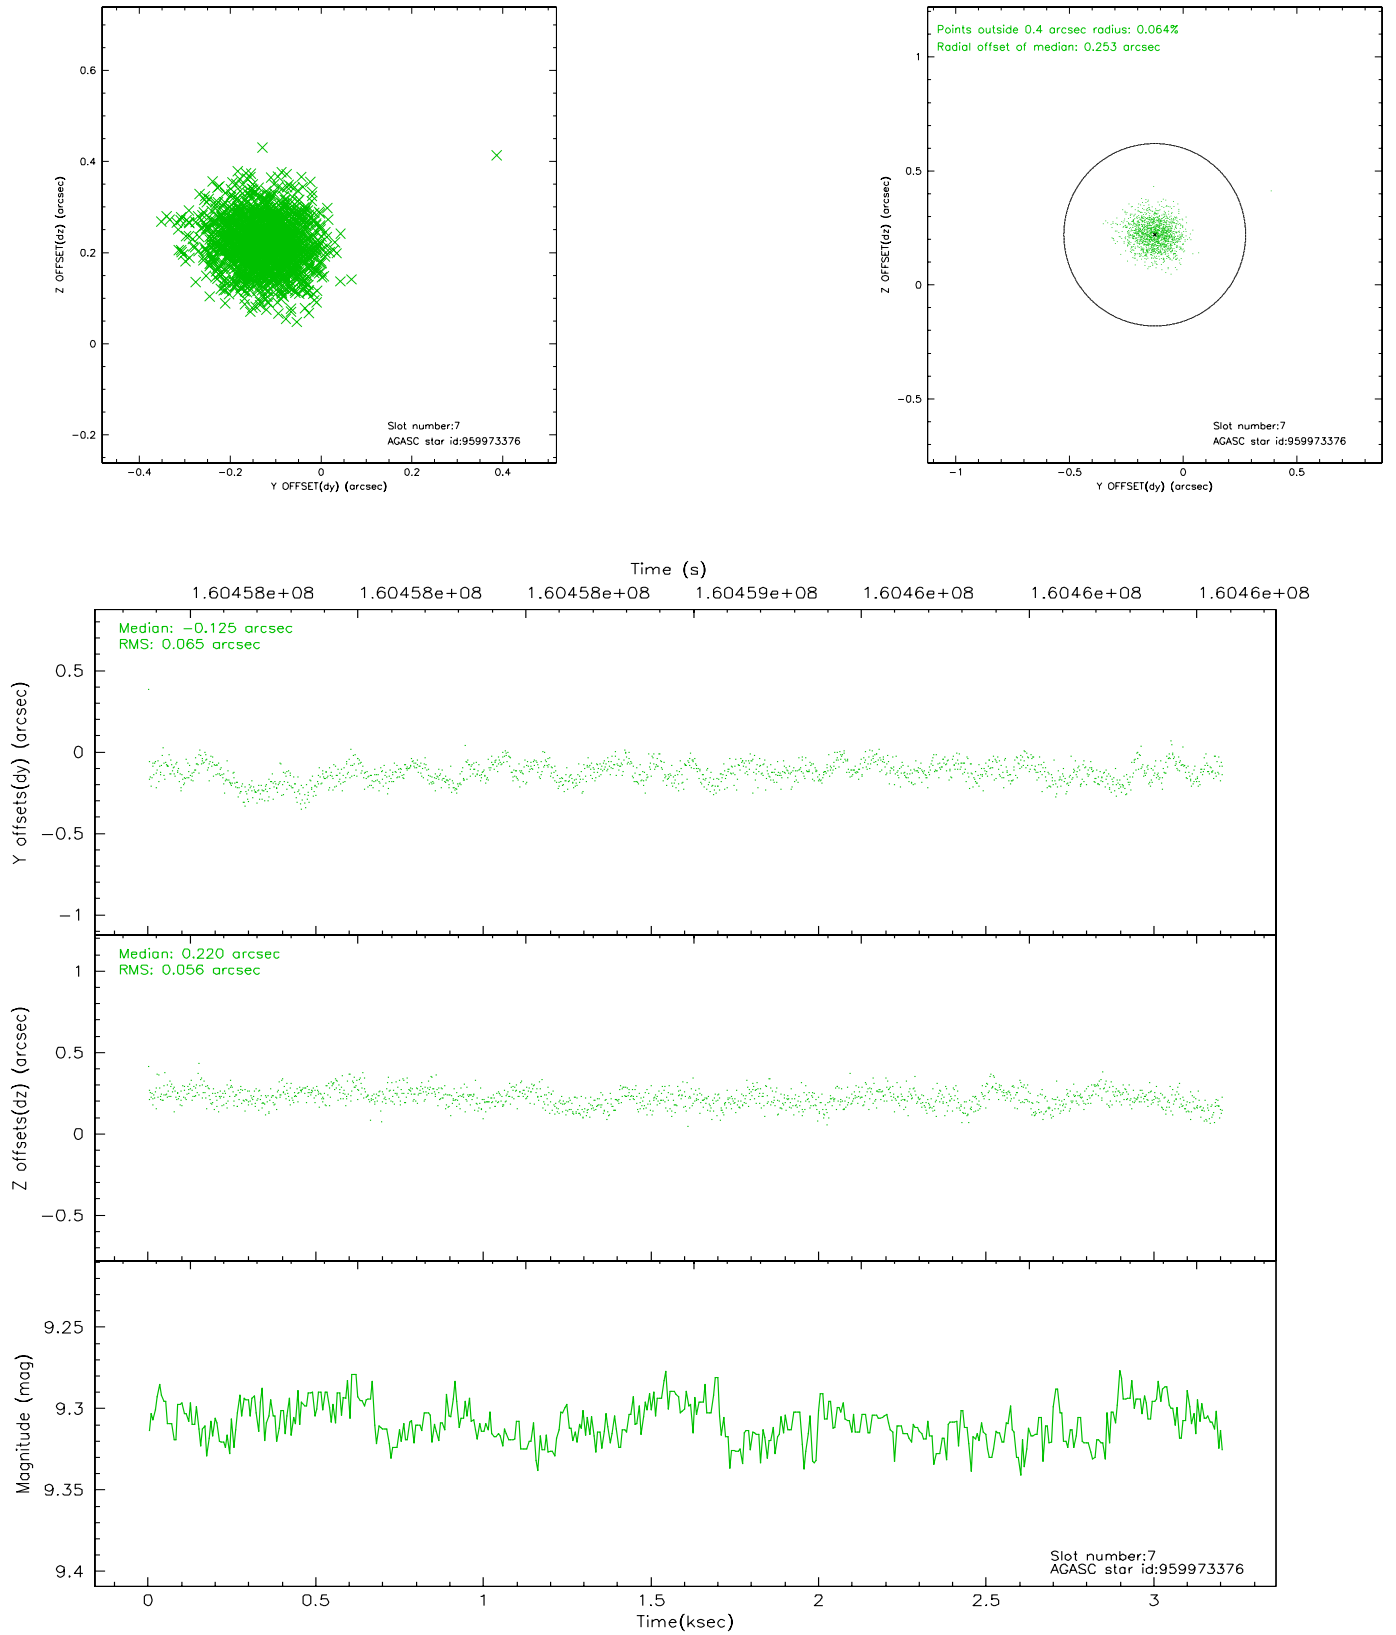 0.6
0.4
0.2
0
−0.2
Z OFFSET(dz) (arcsec)
Slot number:7
AGASC star id:959973376
−0.4 −0.2 0 0.2 0.4
Y OFFSET(dy) (arcsec)
Points outside 0.4 arcsec radius: 0.064%
Radial offset of median: 0.253 arcsec
1
0.5
0
−0.5
Z OFFSET(dz) (arcsec)
Slot number:7
AGASC star id:959973376
−1 −0.5 0 0.5
Y OFFSET(dy) (arcsec)
Time (s)
1.60458e+08 1.60458e+08 1.60458e+08 1.60459e+08 1.6046e+08 1.6046e+08 1.6046e+08
Median: −0.125 arcsec
RMS: 0.065 arcsec
0.5
0
−0.5
−1
Y offsets(dy) (arcsec)
Median: 0.220 arcsec
RMS: 0.056 arcsec
1
0.5
0
−0.5
Z offsets(dz) (arcsec)
9.25
9.3
9.35
9.4
Magnitude (mag)
Slot number:7
AGASC star id:959973376
0 0.5 1 1.5 2 2.5 3
Time(ksec)